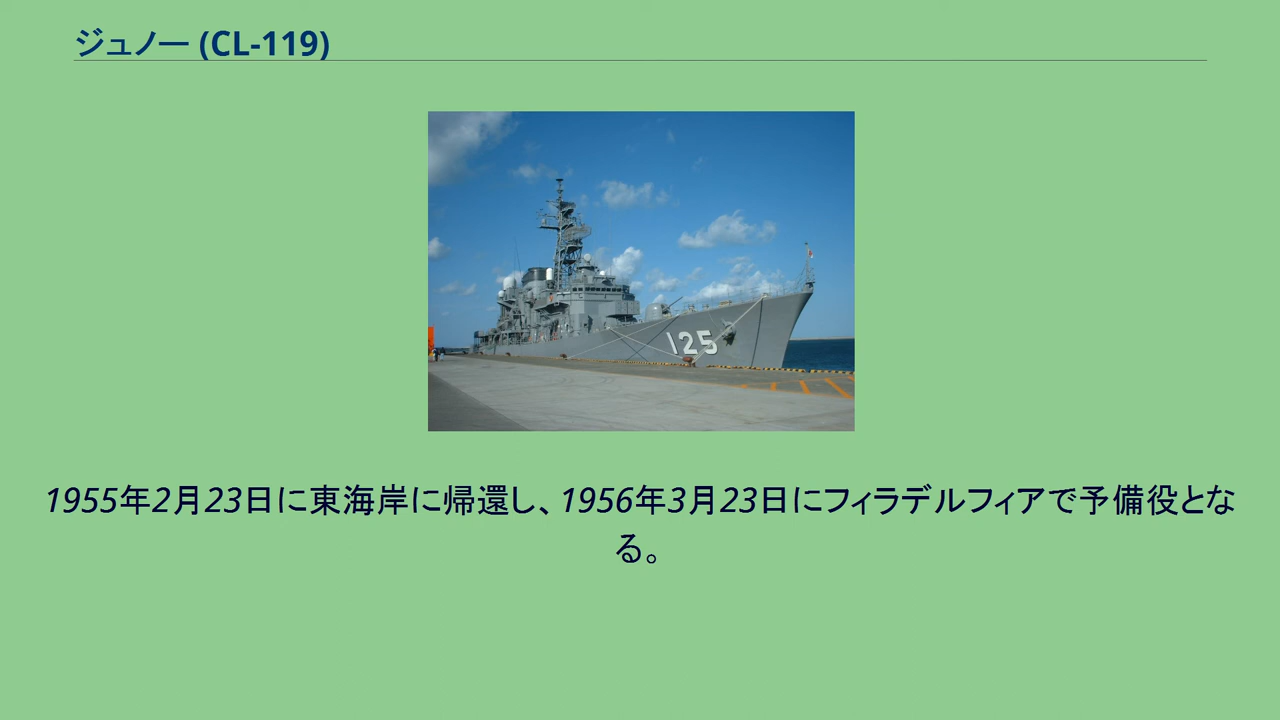 ジュノー (CL-119)
125
1955年2月23日に東海岸に帰還し、1956年3月23日にフィラデルフィアで予備役とな
る。